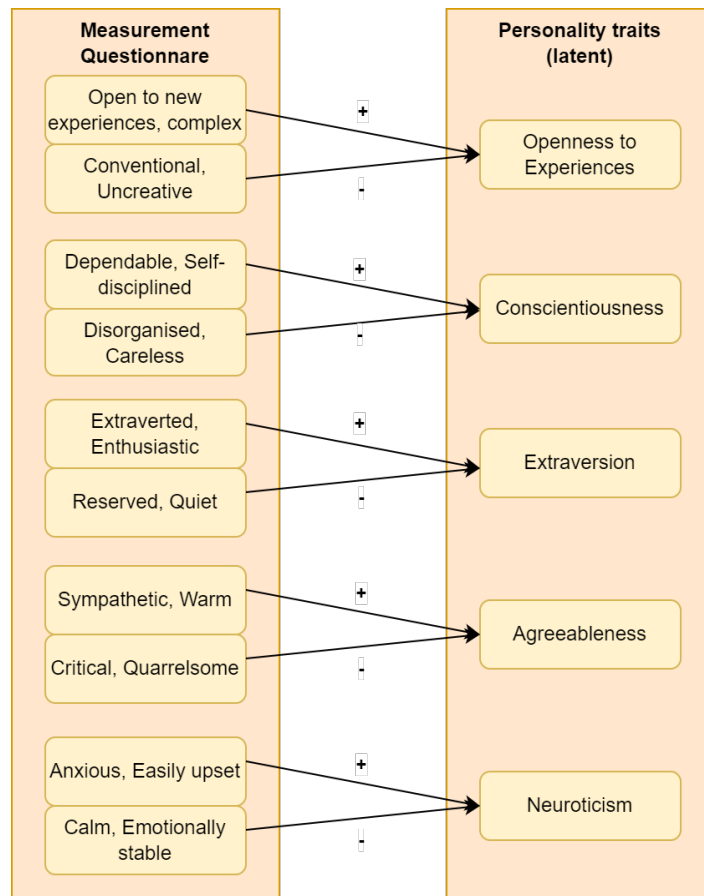 Measurement
Questionnare
Personality traits
(latent)
Open to new
experiences, complex
+
Conventional,
Uncreative
-
Openness to
Experiences
Dependable, Self-
disciplined
+
Disorganised,
Careless
-
Conscientiousness
Extraverted,
Enthusiastic
+
Reserved, Quiet
-
Extraversion
Sympathetic, Warm
+
Critical, Quarrelsome
-
Agreeableness
Anxious, Easily upset
+
Calm, Emotionally
stable
-
Neuroticism